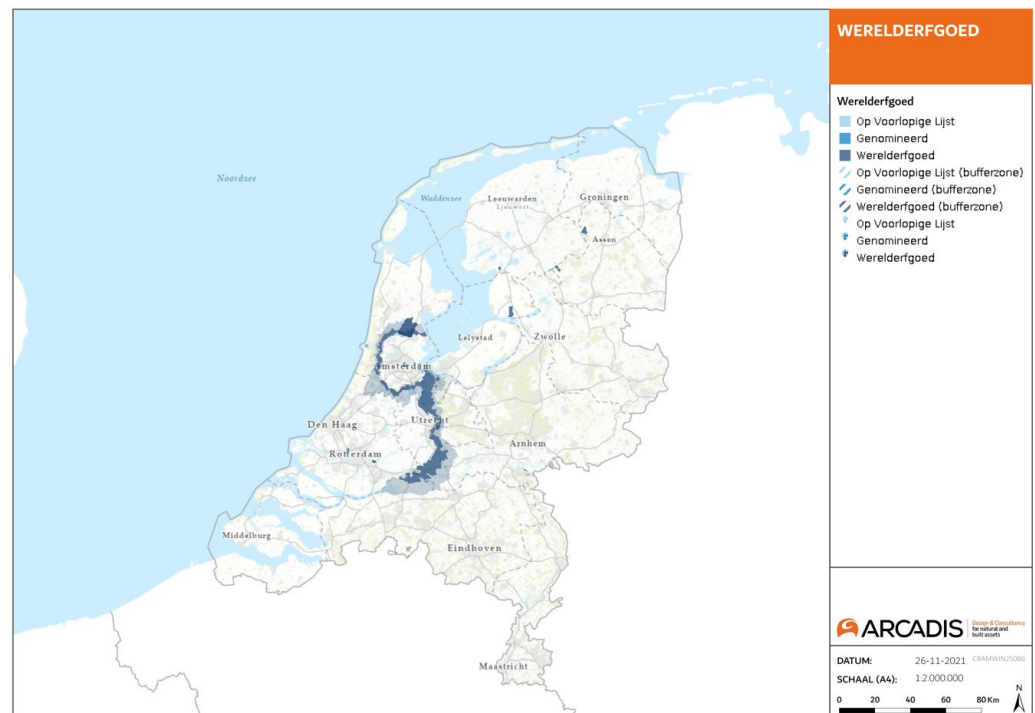 WERELDERFGOED
Werelderfgoed
Op Voorlopige Lijst
Genomineerd
Werelderfgoed
Op Voorlopige Lijst (bufferzone)
Genomineerd (bufferzone)
Werelderfgoed (bufferzone)
Op Voorlopige Lijst
Genomineerd
Werelderfgoed
Noordzee
Waddenzee
Leeuwarden
Ljouwert
Groningen
Assen
Lelystad
Zwolle
Amsterdam
Den Haag
Utrecht
Arnhem
Rotterdam
Middelburg
Eindhoven
Maastricht
ARCADIS
Design & Consultancy
for natural and
built assets
DATUM: 26-11-2021 CRAMWINJ5086
SCHAAL (A4): 1:2.000.000
N
0 20 40 60 80 Km